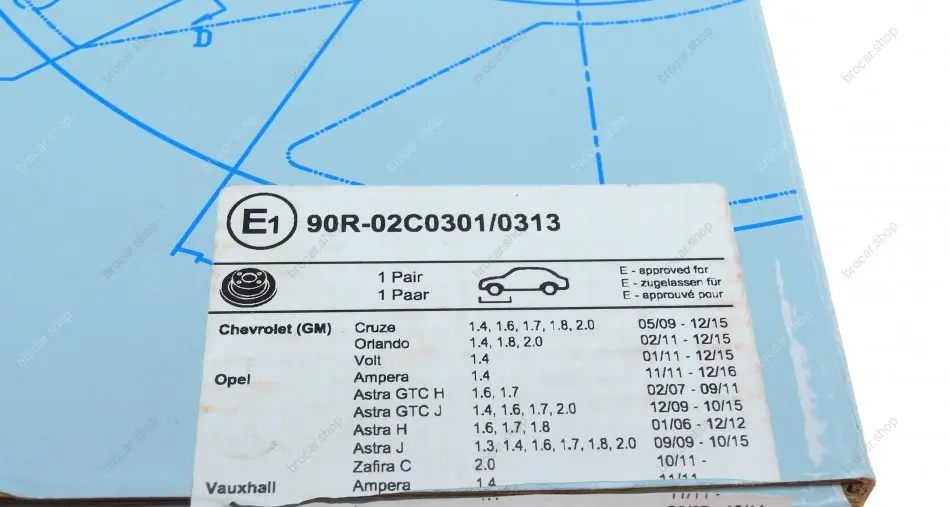 D
E1 90R-02C0301/0313
1 Pair
1 Paar
E - approved for
E - zugelassen für
E - approuvé pour
Chevrolet (GM) Cruze 1.4, 1.6, 1.7, 1.8, 2.0 05/09 - 12/15
Orlando 1.4, 1.8, 2.0 02/11 - 12/15
Volt 1.4 01/11 - 12/15
Opel Ampera 1.4 11/11 - 12/16
Astra GTC H 1.6, 1.7 02/07 - 09/11
Astra GTC J 1.4, 1.6, 1.7, 2.0 12/09 - 10/15
Astra H 1.6, 1.7, 1.8 01/06 - 12/12
Astra J 1.3, 1.4, 1.6, 1.7, 1.8, 2.0 09/09 - 10/15
Zafira C 2.0 10/11 -
Vauxhall Ampera 1.4 11/11
brocar.shop